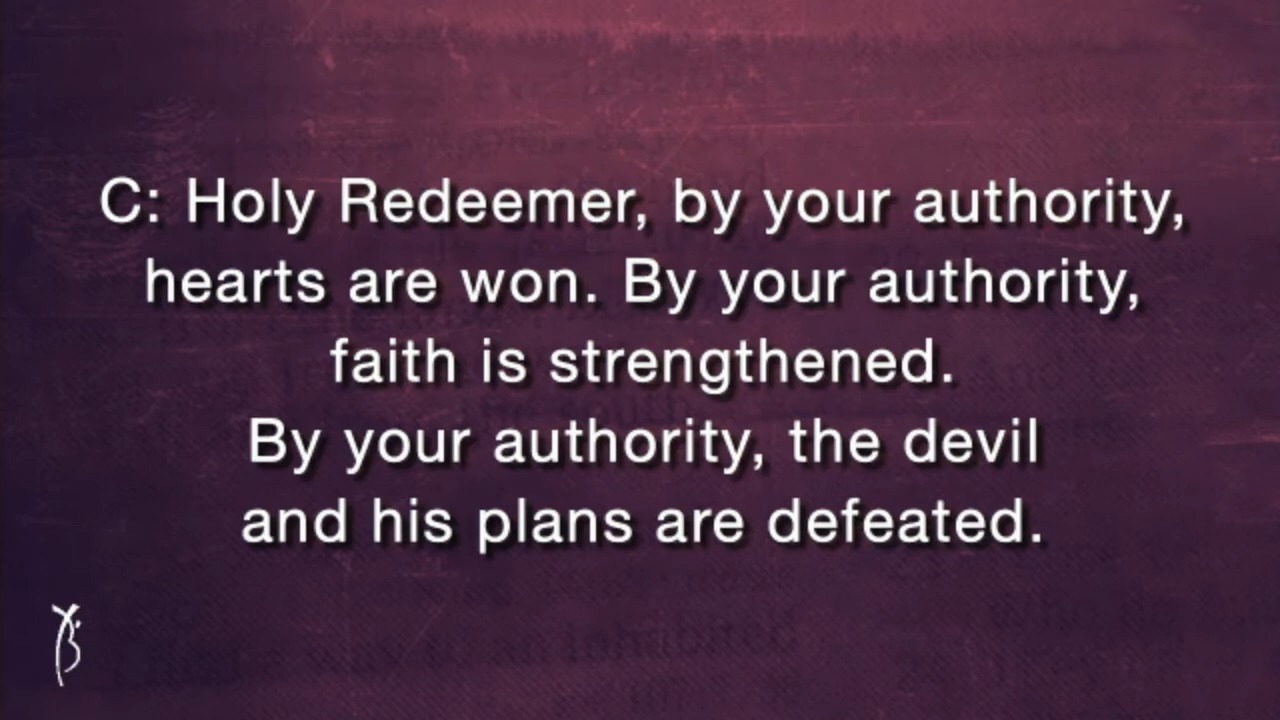 C: Holy Redeemer, by your authority,
hearts are won. By your authority,
faith is strengthened.
By your authority, the devil
and his plans are defeated.